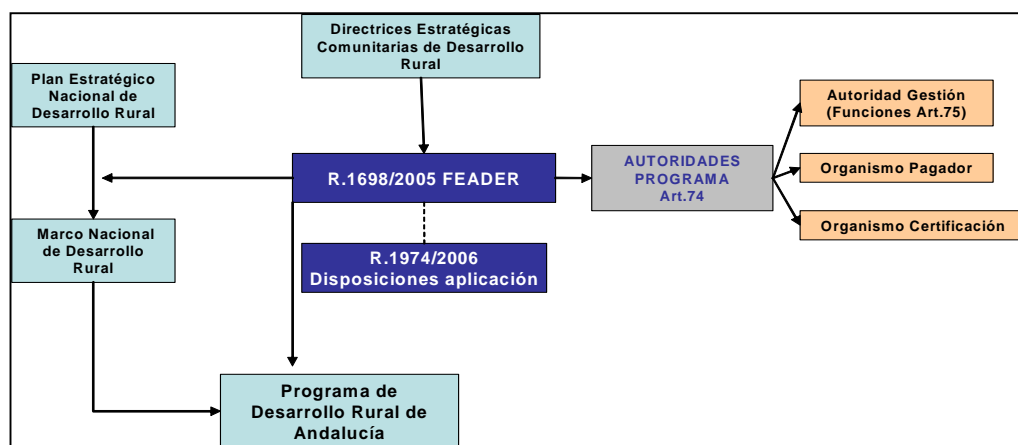 Directrices Estratégicas
Comunitarias de Desarrollo
Rural
Plan Estratégico
Nacional de
Desarrollo Rural
Autoridad Gestión
(Funciones Art.75)
R.1698/2005 FEADER
AUTORIDADES
PROGRAMA
Art.74
Organismo Pagador
Marco Nacional
de Desarrollo
Rural
Organismo Certificación
R.1974/2006
Disposiciones aplicación
Programa de
Desarrollo Rural de
Andalucía